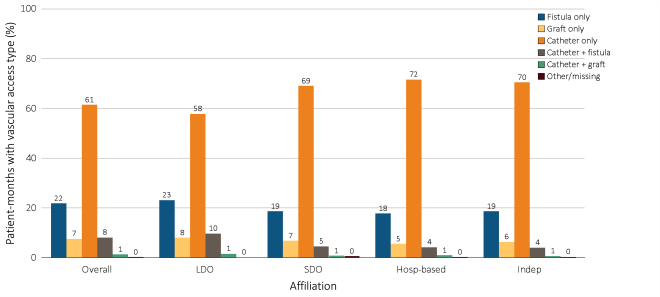 Patient-months with vascular access type (%)
100
80
60
40
20
0
Fistula only
Graft only
Catheter only
Catheter + fistula
Catheter + graft
Other/missing
22
7
61
8
1
0
23
8
58
10
1
0
19
7
69
5
1
0
18
5
72
4
1
0
19
6
70
4
1
0
Overall
LDO
SDO
Hosp-based
Indep
Affiliation